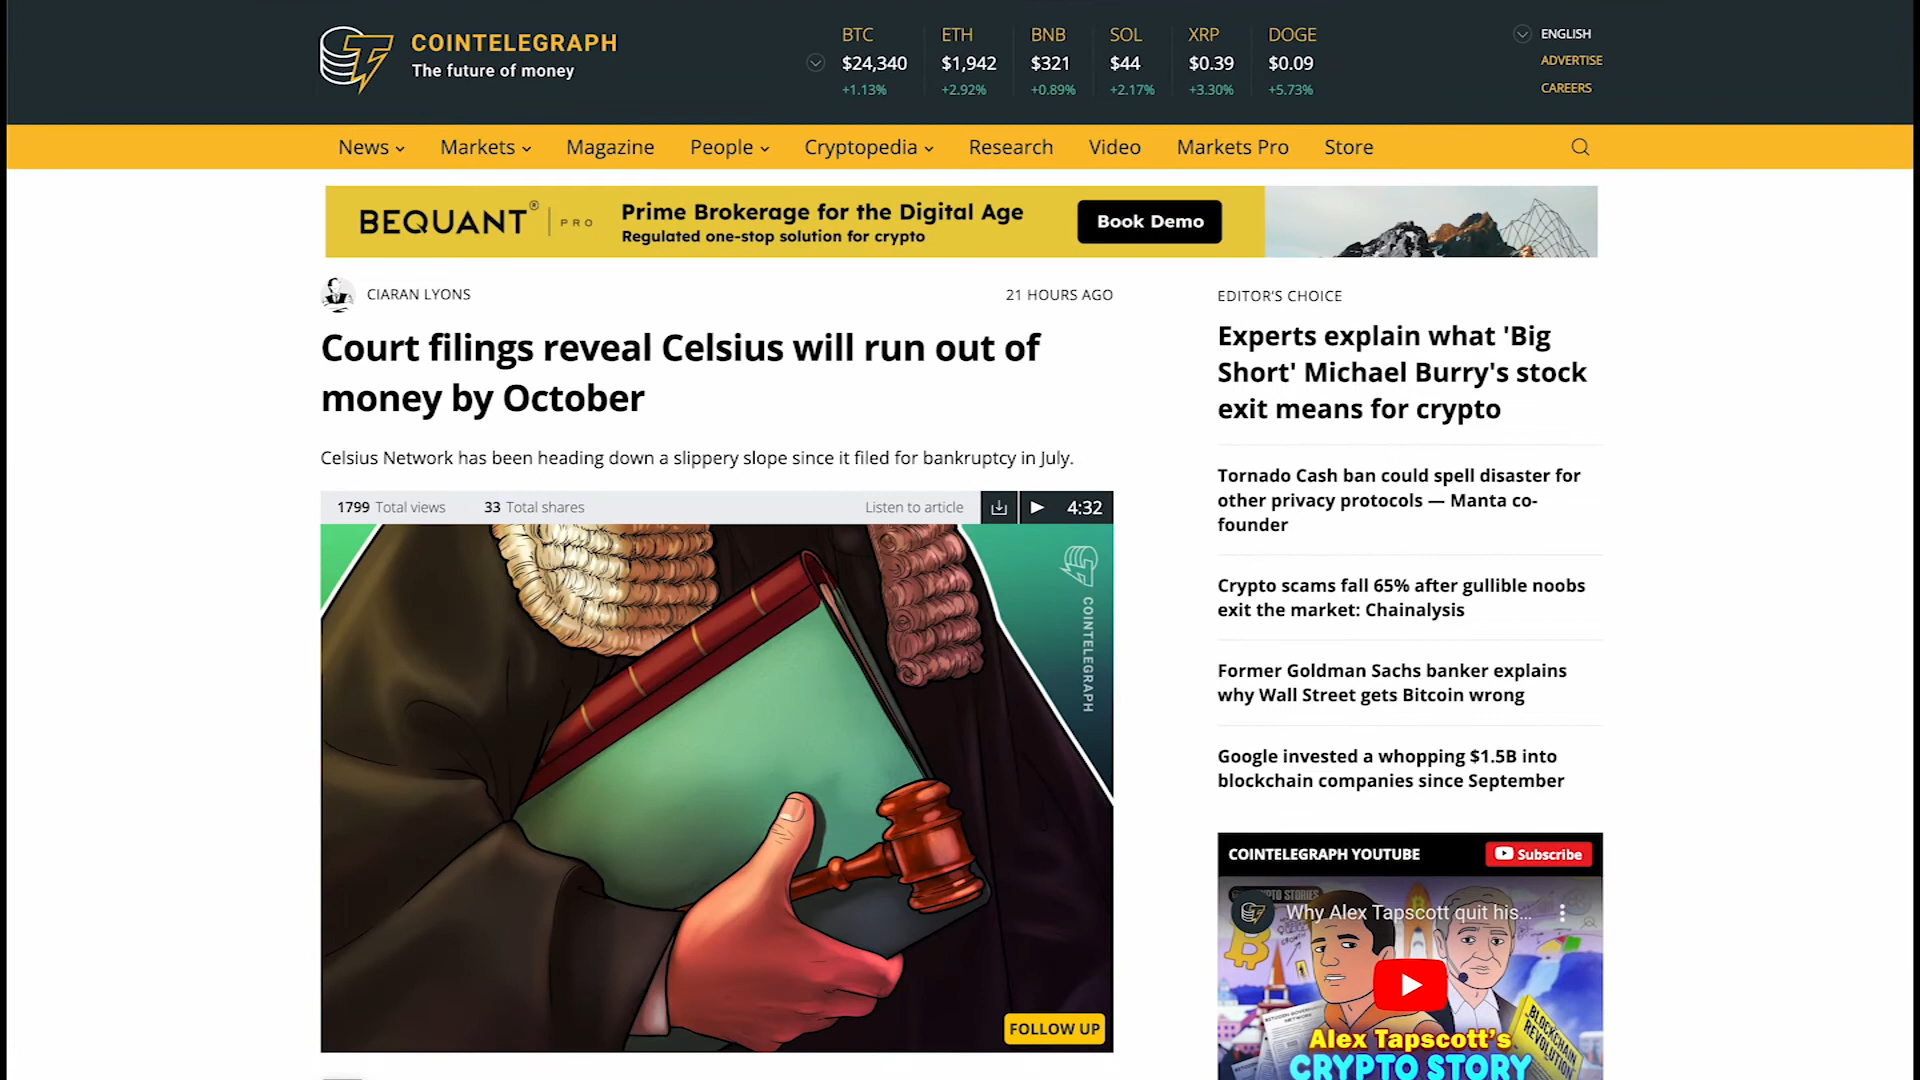 COINTELEGRAPH
The future of money
BTC ETH BNB SOL XRP DOGE
$24,340 $1,942 $321 $44 $0.39 $0.09
+1.13% +2.92% +0.89% +2.17% +3.30% +5.73%
ENGLISH
ADVERTISE
CAREERS
News Markets Magazine People Cryptopedia Research Video Markets Pro Store
BEQUANT® PRO
Prime Brokerage for the Digital Age
Regulated one-stop solution for crypto
Book Demo
CIARAN LYONS
21 HOURS AGO
Court filings reveal Celsius will run out of
money by October
Celsius Network has been heading down a slippery slope since it filed for bankruptcy in July.
1799 Total views 33 Total shares Listen to article 4:32
COINTELEGRAPH
FOLLOW UP
EDITOR'S CHOICE
Experts explain what 'Big
Short' Michael Burry's stock
exit means for crypto
Tornado Cash ban could spell disaster for
other privacy protocols — Manta co-
founder
Crypto scams fall 65% after gullible noobs
exit the market: Chainalysis
Former Goldman Sachs banker explains
why Wall Street gets Bitcoin wrong
Google invested a whopping $1.5B into
blockchain companies since September
COINTELEGRAPH YOUTUBE
Subscribe
STORIES
Why Alex Tapscott quit his...
BLOCKCHAIN
REVOLUTION
Alex Tapscott's
CRYPTO STORY